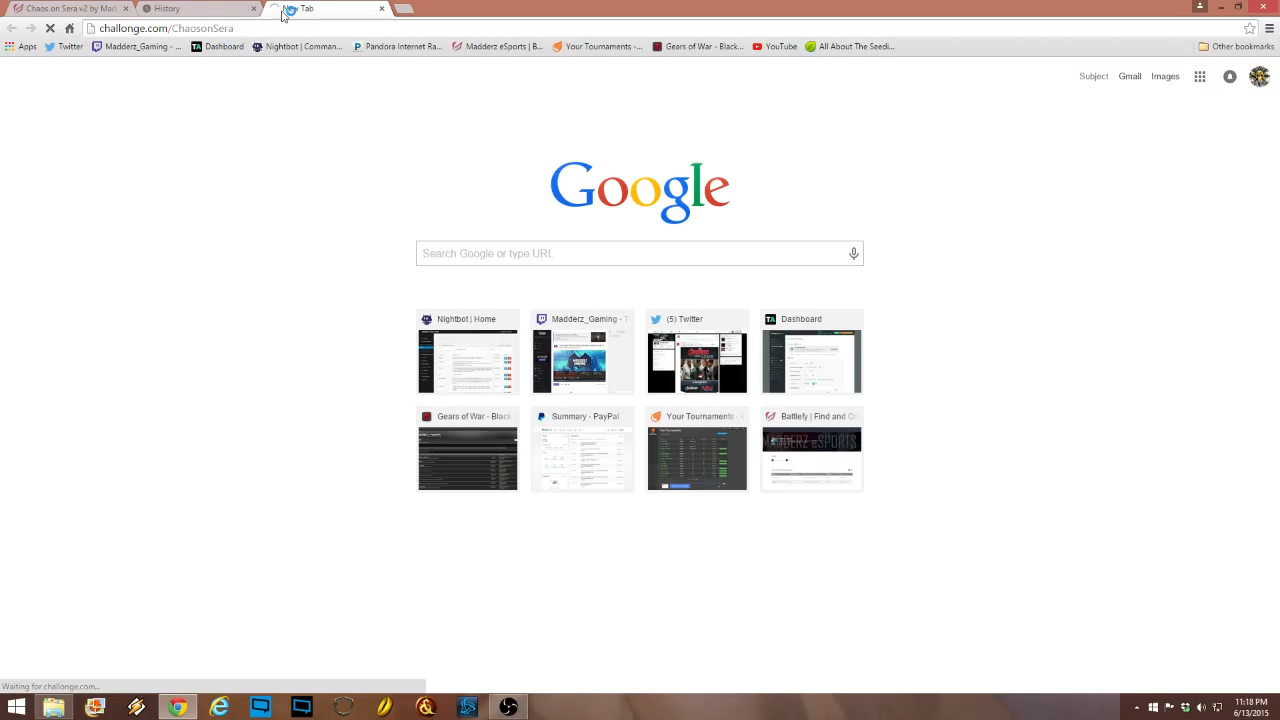 Chaos on Sera v2 by Mad
History
New Tab
challonge.com/ChaosonSera
Apps
Twitter
Madderz_Gaming - ...
Dashboard
Nightbot | Comman...
Pandora Internet Ra...
Madderz eSports | B...
Your Tournaments -...
Gears of War - Black...
YouTube
All About The Seedi...
Other bookmarks
Subject
Gmail
Images
Google
Search Google or type URL
Nightbot | Home
Madderz_Gaming - T
(5) Twitter
Dashboard
Gears of War - Black
Summary - PayPal
Your Tournaments -
Battlefy | Find and O
MADDERZ eSPORTS
Waiting for challonge.com...
11:18 PM
6/13/2015